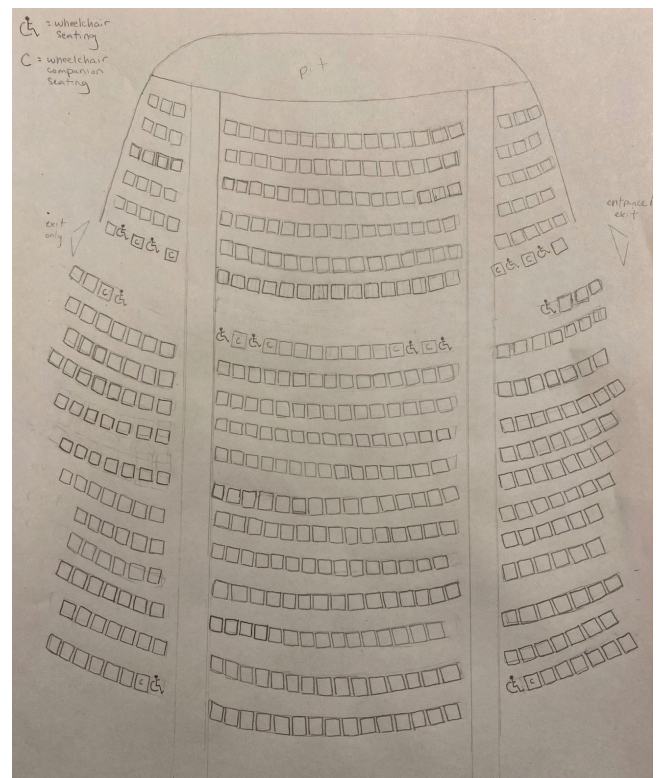 = wheelchair
seating
C = wheelchair
companion
seating
pit
exit
only
entrance/
exit
C C
C C
C
C C C C
C C